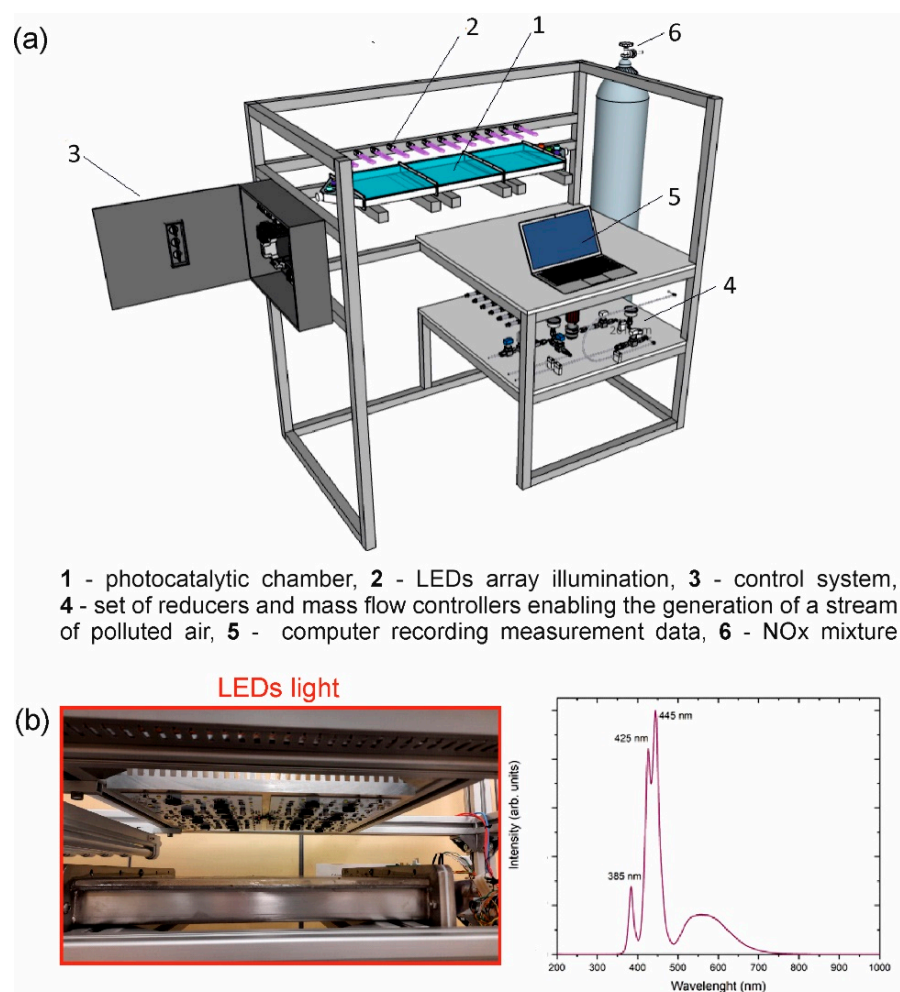 (a)
2
1
6
3
5
4
1 - photocatalytic chamber, 2 - LEDs array illumination, 3 - control system,
4 - set of reducers and mass flow controllers enabling the generation of a stream
of polluted air, 5 - computer recording measurement data, 6 - NOx mixture
LEDs light
(b)
445 nm
425 nm
385 nm
Intensity (arb. units)
200 300 400 500 600 700 800 900 1000
Wavelenght (nm)